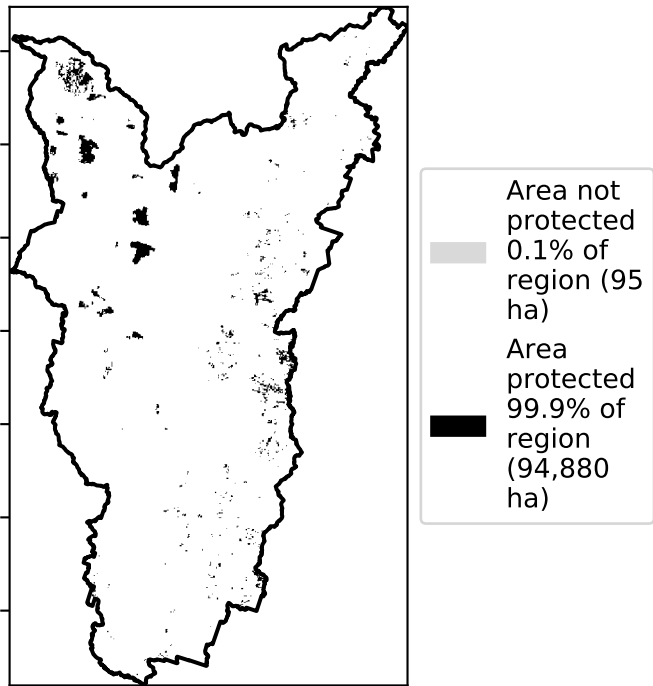 Area not
protected
0.1% of
region (95
ha)
Area
protected
99.9% of
region
(94,880
ha)